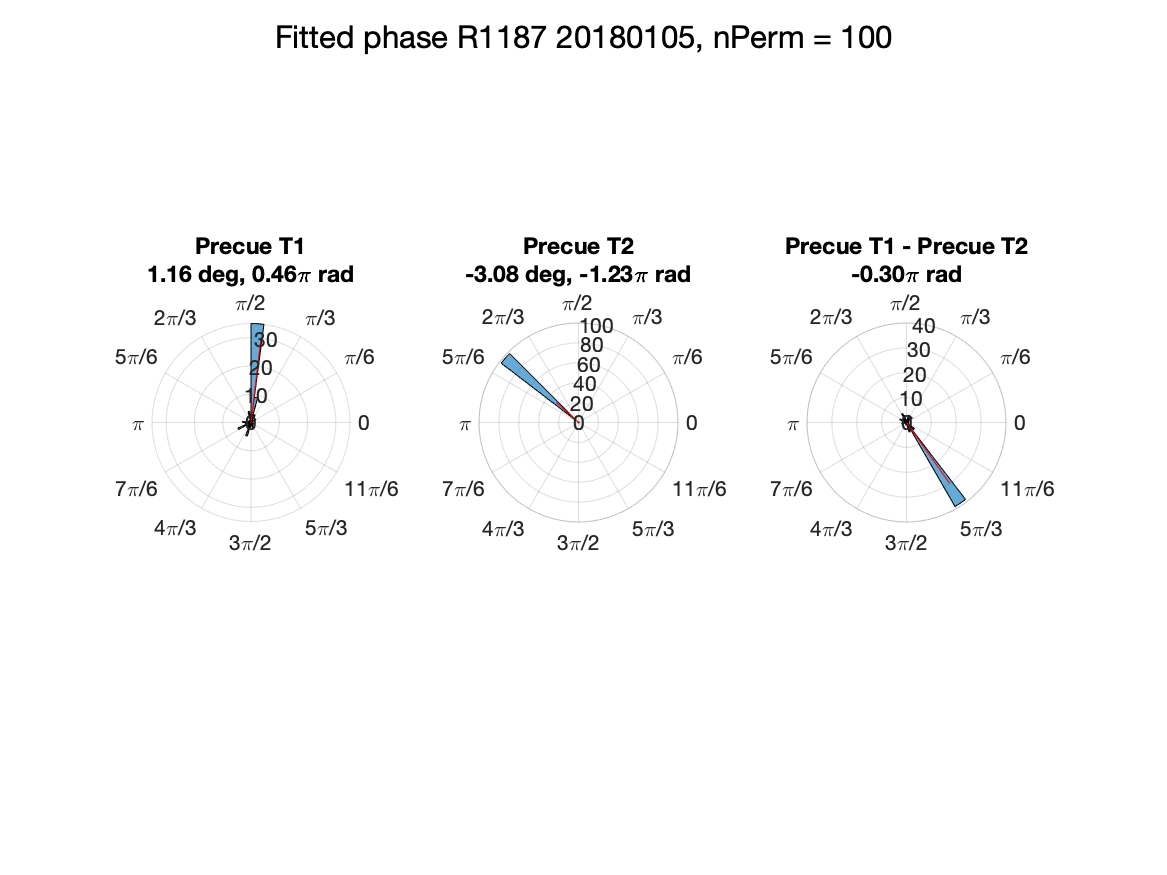 Fitted phase R1187 20180105, nPerm = 100
Precue T1
1.16 deg, 0.46π rad
π/2
2π/3
π/3
5π/6
π/6
π
0
7π/6
11π/6
4π/3
5π/3
3π/2
30
20
10
0
Precue T2
-3.08 deg, -1.23π rad
π/2
2π/3
π/3
5π/6
π/6
π
0
7π/6
11π/6
4π/3
5π/3
3π/2
100
80
60
40
20
0
Precue T1 - Precue T2
-0.30π rad
π/2
2π/3
π/3
5π/6
π/6
π
0
7π/6
11π/6
4π/3
5π/3
3π/2
40
30
20
10
0